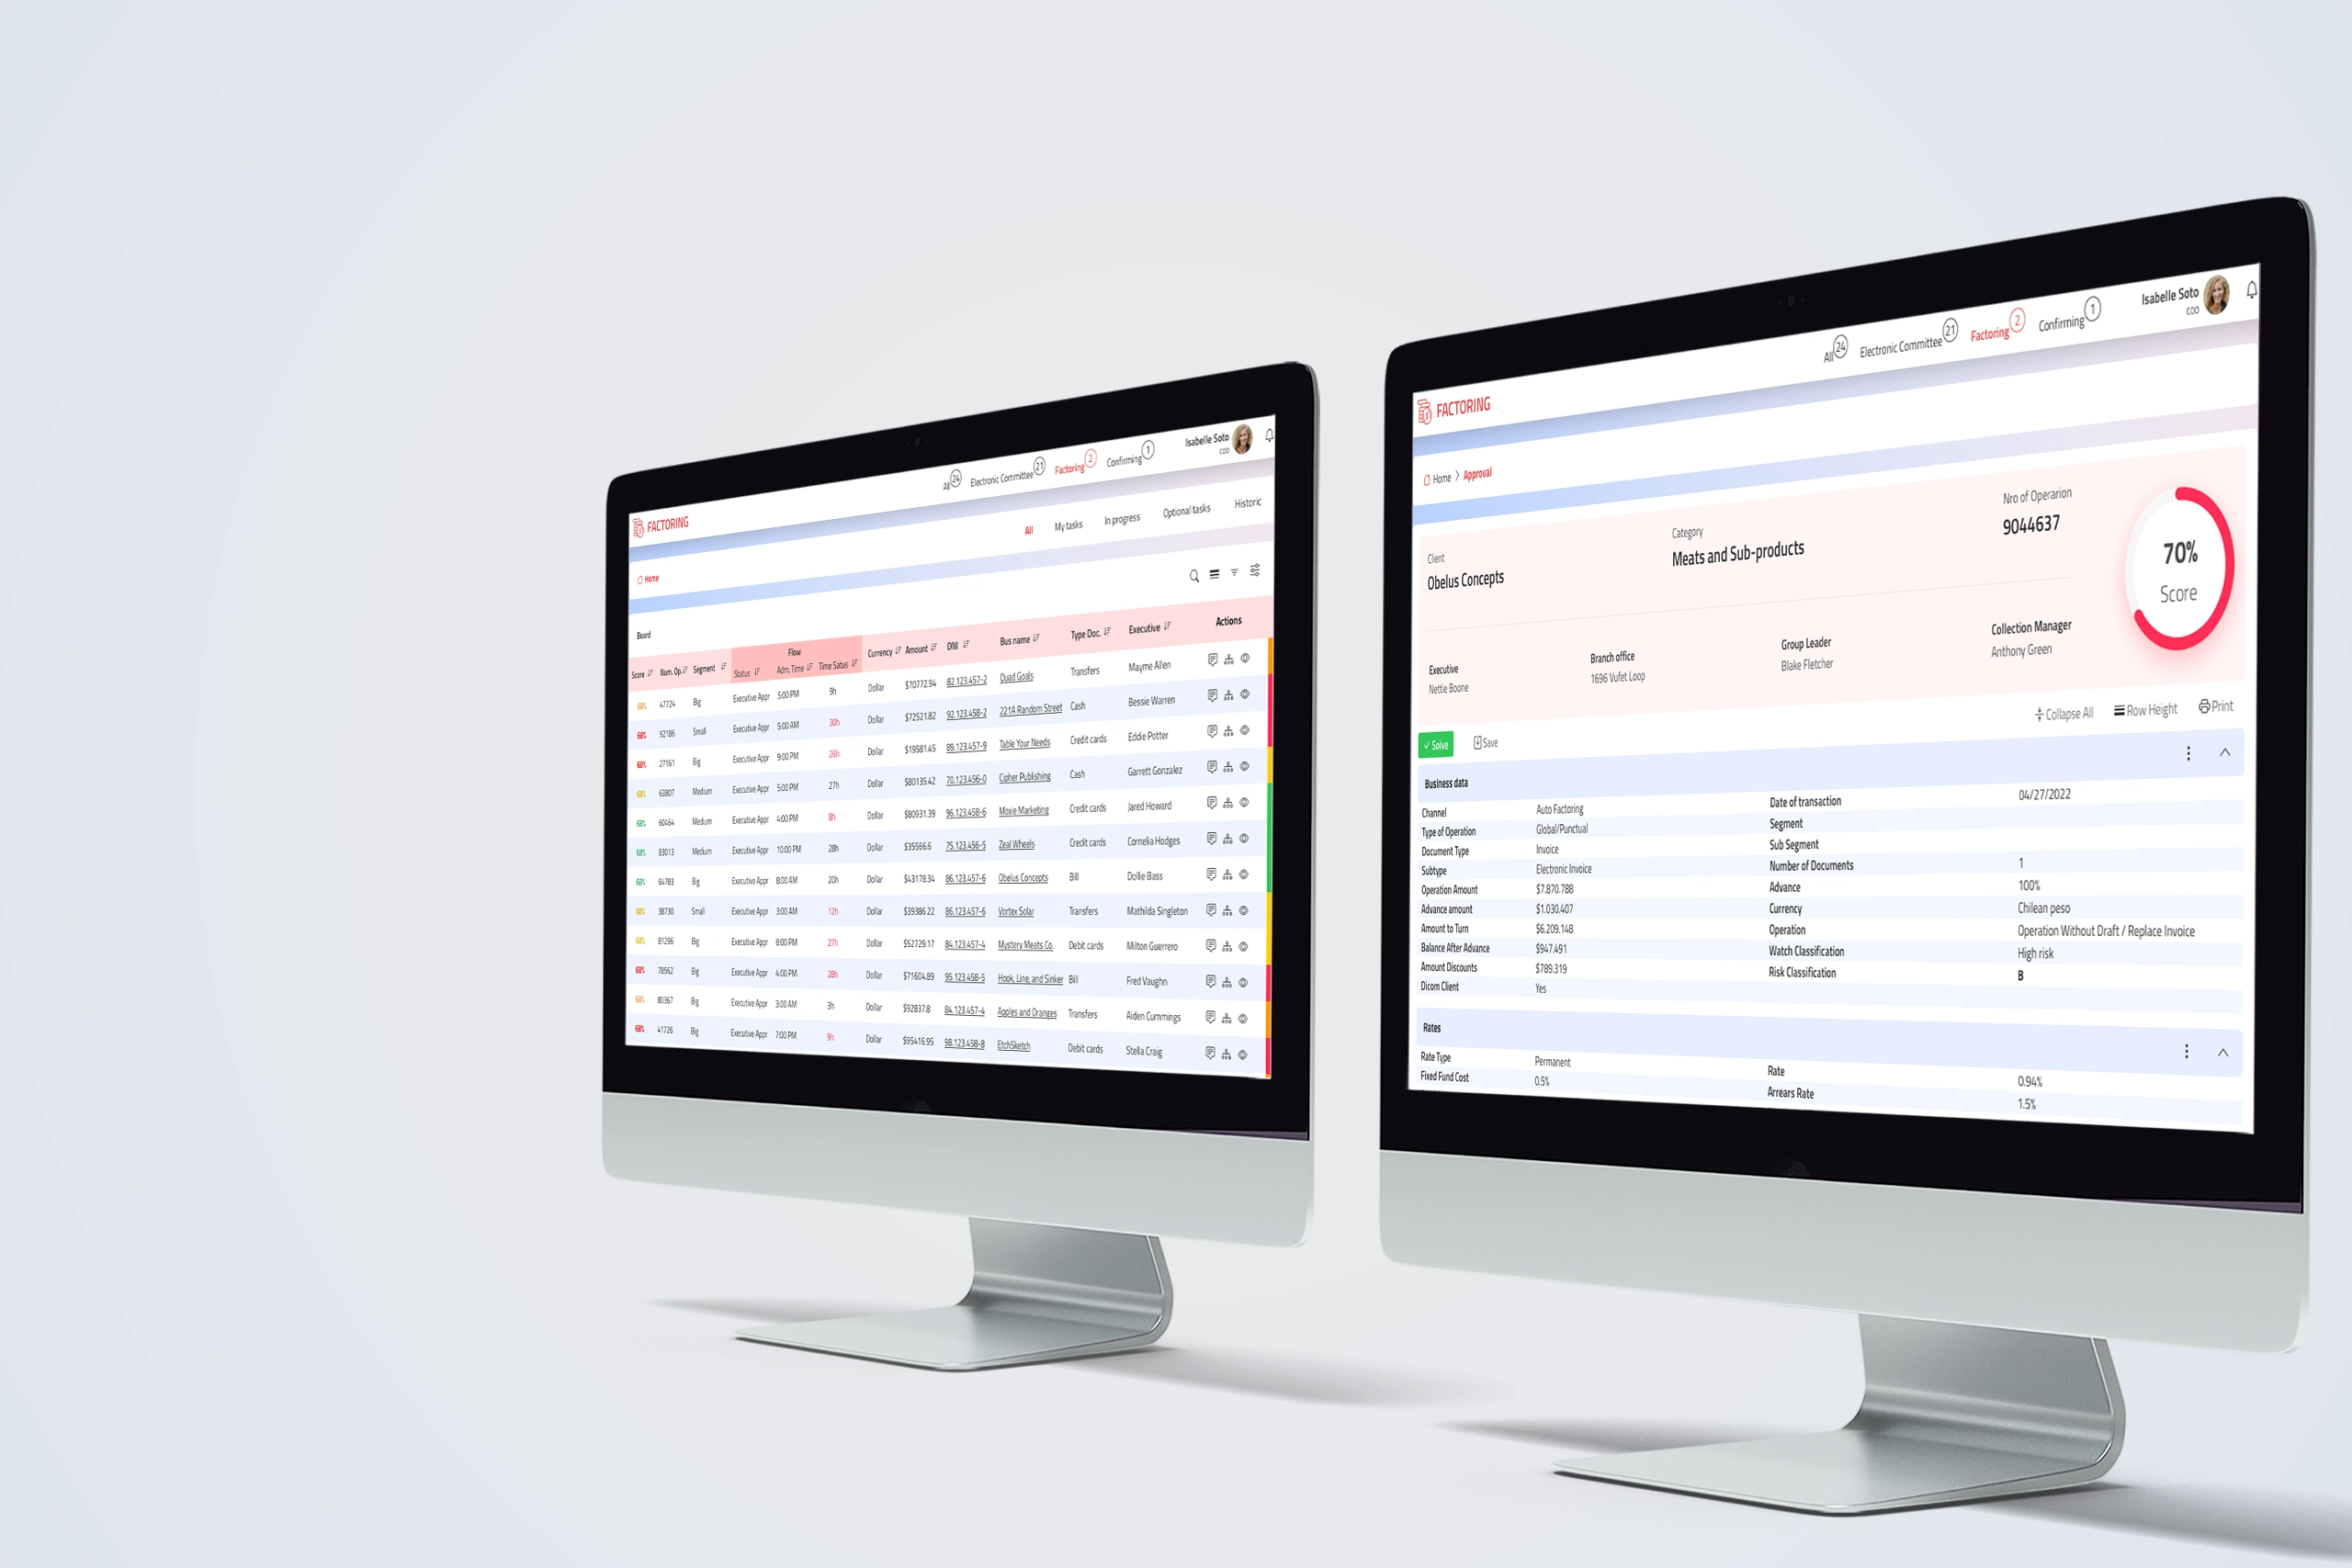 FACTORING
All 24 Electronic Committee 21 Factoring 2 Confirming 1 Isabelle Soto
COO
Home
All My tasks In progress Optional tasks Historic
Board
Flow
Score Num. Op. Segment Status Adm. Time Time Satus Currency Amount DNI Bus name Type Doc. Executive Actions
68% 47724 Big Executive Appr 5:00 PM 9h Dollar $70772.94 82.123.457-2 Quad Goals Transfers Mayme Allen
68% 92186 Small Executive Appr 5:00 AM 30h Dollar $72521.82 92.123.458-2 221A Random Street Cash Bessie Warren
68% 27161 Big Executive Appr 9:00 PM 26h Dollar $19581.45 89.123.457-9 Table Your Needs Credit cards Eddie Potter
68% 63807 Medium Executive Appr 5:00 PM 27h Dollar $80135.42 70.123.456-0 Cipher Publishing Cash Garrett Gonzalez
68% 60464 Medium Executive Appr 4:00 PM 8h Dollar $80931.39 96.123.458-6 Moxie Marketing Credit cards Jared Howard
68% 83013 Medium Executive Appr 10:00 PM 28h Dollar $35566.6 75.123.456-5 Zeal Wheels Credit cards Cornelia Hodges
68% 64783 Big Executive Appr 8:00 AM 20h Dollar $43178.34 86.123.457-6 Obelus Concepts Bill Dollie Bass
68% 38730 Small Executive Appr 3:00 AM 12h Dollar $39386.22 86.123.457-6 Vortex Solar Transfers Mathilda Singleton
68% 81296 Big Executive Appr 8:00 PM 27h Dollar $52729.17 84.123.457-4 Mystery Meats Co. Debit cards Milton Guerrero
68% 78562 Big Executive Appr 4:00 PM 28h Dollar $71604.89 95.123.458-5 Hook, Line, and Sinker Bill Fred Vaughn
68% 80367 Big Executive Appr 3:00 AM 3h Dollar $92837.8 84.123.457-4 Apples and Oranges Transfers Aiden Cummings
68% 41726 Big Executive Appr 7:00 PM 9h Dollar $95416.95 98.123.458-8 EtchSketch Debit cards Stella Craig
FACTORING
All 24 Electronic Committee 21 Factoring 2 Confirming 1 Isabelle Soto
COO
Home > Approval
Client Category Nro of Operarion
Obelus Concepts Meats and Sub-products 9044637
70%
Score
Executive Branch office Group Leader Collection Manager
Nettie Boone 1696 Vufet Loop Blake Fletcher Anthony Green
Collapse All Row Height Print
Solve Save
Business data
Channel Auto Factoring Date of transaction 04/27/2022
Type of Operation Global/Punctual Segment
Document Type Invoice Sub Segment
Subtype Electronic Invoice Number of Documents 1
Operation Amount $7.870.788 Advance 100%
Advance amount $1.030.407 Currency Chilean peso
Amount to Turn $6.209.148 Operation Operation Without Draft / Replace Invoice
Balance After Advance $947.491 Watch Classification High risk
Amount Discounts $789.319 Risk Classification B
Dicom Client Yes
Rates
Rate Type Permanent Rate 0.94%
Fixed Fund Cost 0.5% Arrears Rate 1.5%